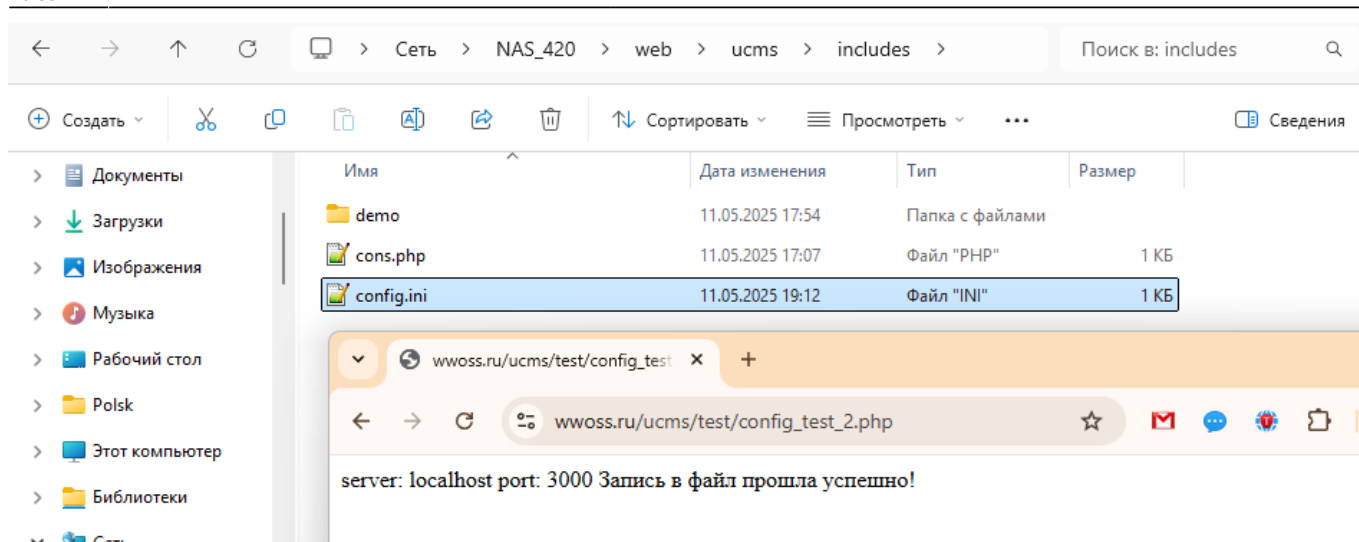 Сеть > NAS_420 > web > ucms > includes >
Поиск в: includes
Создать
Сортировать
Просмотреть
...
Сведения
Документы
Загрузки
Изображения
Музыка
Рабочий стол
Polsk
Этот компьютер
Библиотеки
Имя Дата изменения Тип Размер
demo 11.05.2025 17:54 Папка с файлами
cons.php 11.05.2025 17:07 Файл "PHP" 1 КБ
config.ini 11.05.2025 19:12 Файл "INI" 1 КБ
wwoss.ru/ucms/test/config_test
wwoss.ru/ucms/test/config_test_2.php
server: localhost port: 3000 Запись в файл прошла успешно!